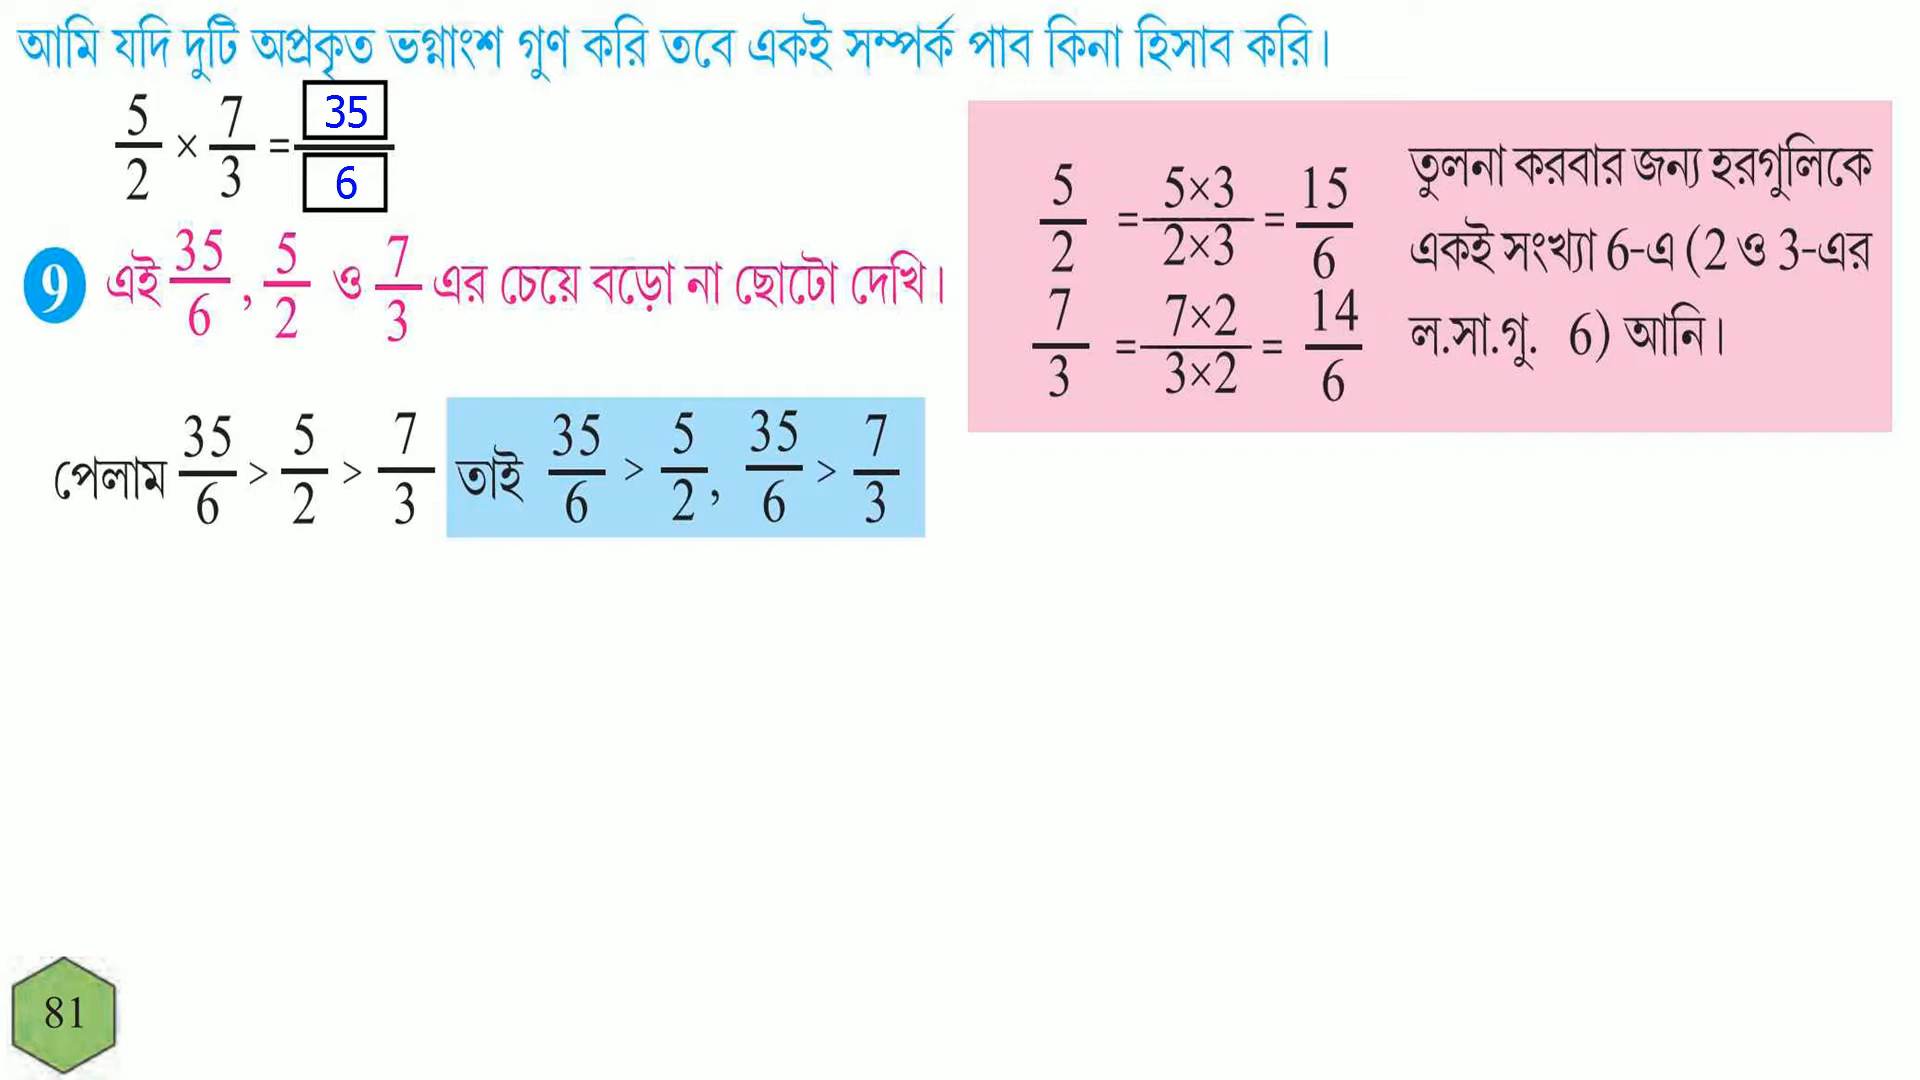 আমি যদি দুটি অপ্রকৃত ভগ্নাংশ গুণ করি তবে একই সম্পর্ক পাব কিনা হিসাব করি।
5/2 × 7/3 = 35/6
9 এই 35/6, 5/2 ও 7/3 এর চেয়ে বড়ো না ছোটো দেখি।
পেলাম 35/6 > 5/2 > 7/3 তাই 35/6 > 5/2, 35/6 > 7/3
5/2 = 5×3/2×3 = 15/6
7/3 = 7×2/3×2 = 14/6
তুলনা করবার জন্য হরগুলিকে
একই সংখ্যা 6-এ (2 ও 3-এর
ল.সা.গু. 6) আনি।
81